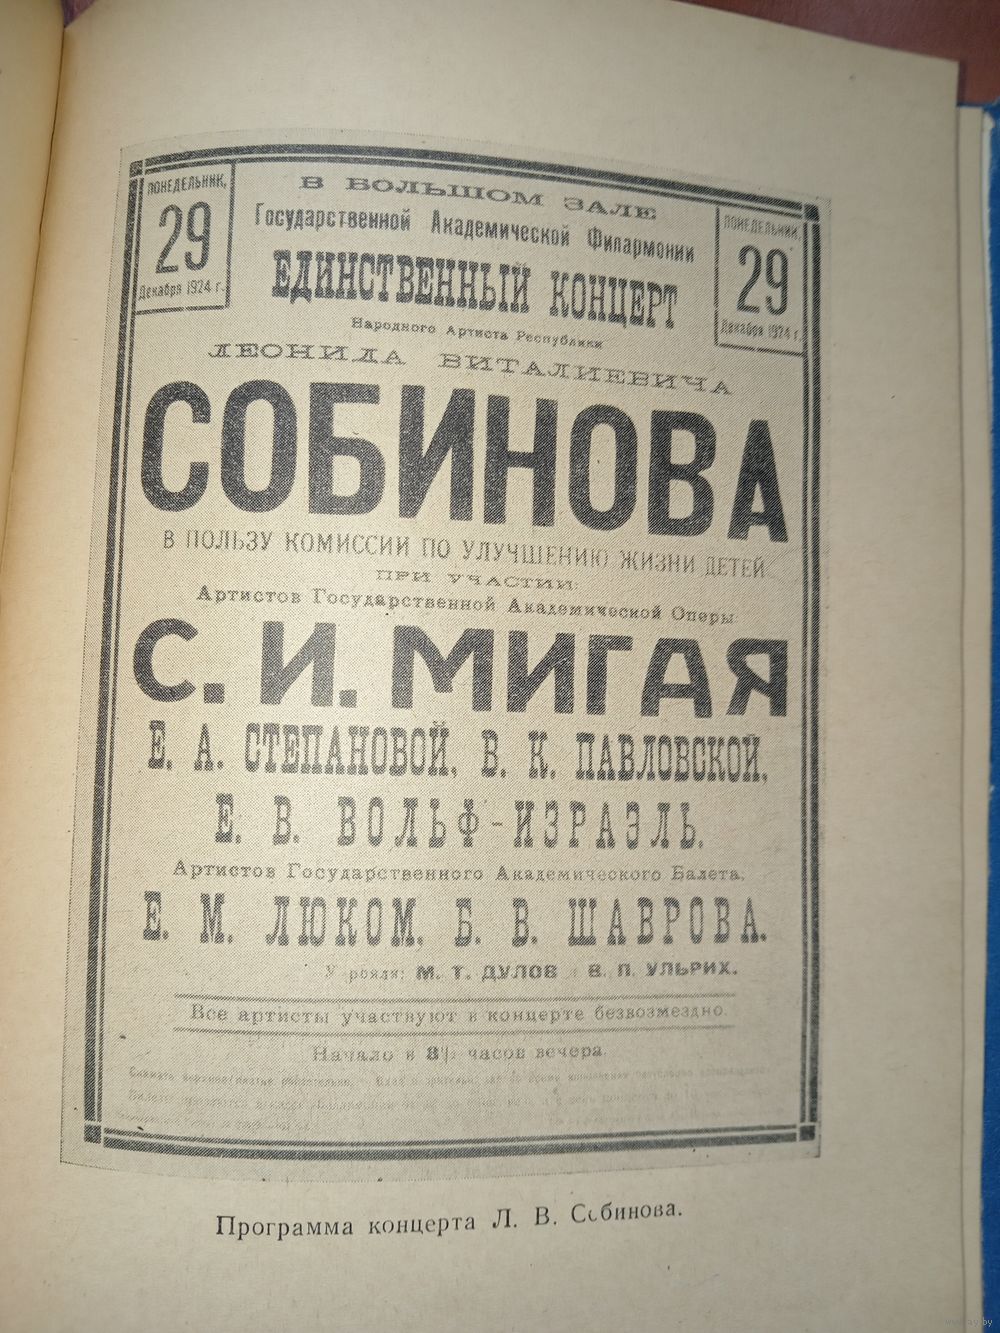 ПОНЕДЕЛЬНИК,
29
Декабря 1924 г.
В БОЛЬШОМ ЗАЛЕ
Государственной Академической Филармонии
ЕДИНСТВЕННЫЙ КОНЦЕРТ
Народного Артиста Республики
ПОНЕДЕЛЬНИК,
29
Декабря 1924 г.
ЛЕОНИДА ВИТАЛИЕВИЧА
СОБИНОВА
В ПОЛЬЗУ КОМИССИИ ПО УЛУЧШЕНИЮ ЖИЗНИ ДЕТЕЙ
ПРИ УЧАСТИИ:
Артистов Государственной Академической Оперы:
С. И. МИГАЯ
Е. А. СТЕПАНОВОЙ, В. К. ПАВЛОВСКОЙ,
Е. В. ВОЛЬФ-ИЗРАЭЛЬ.
Артистов Государственного Академического Балета.
Е. М. ЛЮКОМ, Б. В. ШАВРОВА.
У рояля: М. Т. ДУЛОВ и В. П. УЛЬРИХ.
Все артисты участвуют в концерте безвозмездно.
Начало в 8½ часов вечера.
Программа концерта Л. В. Собинова.